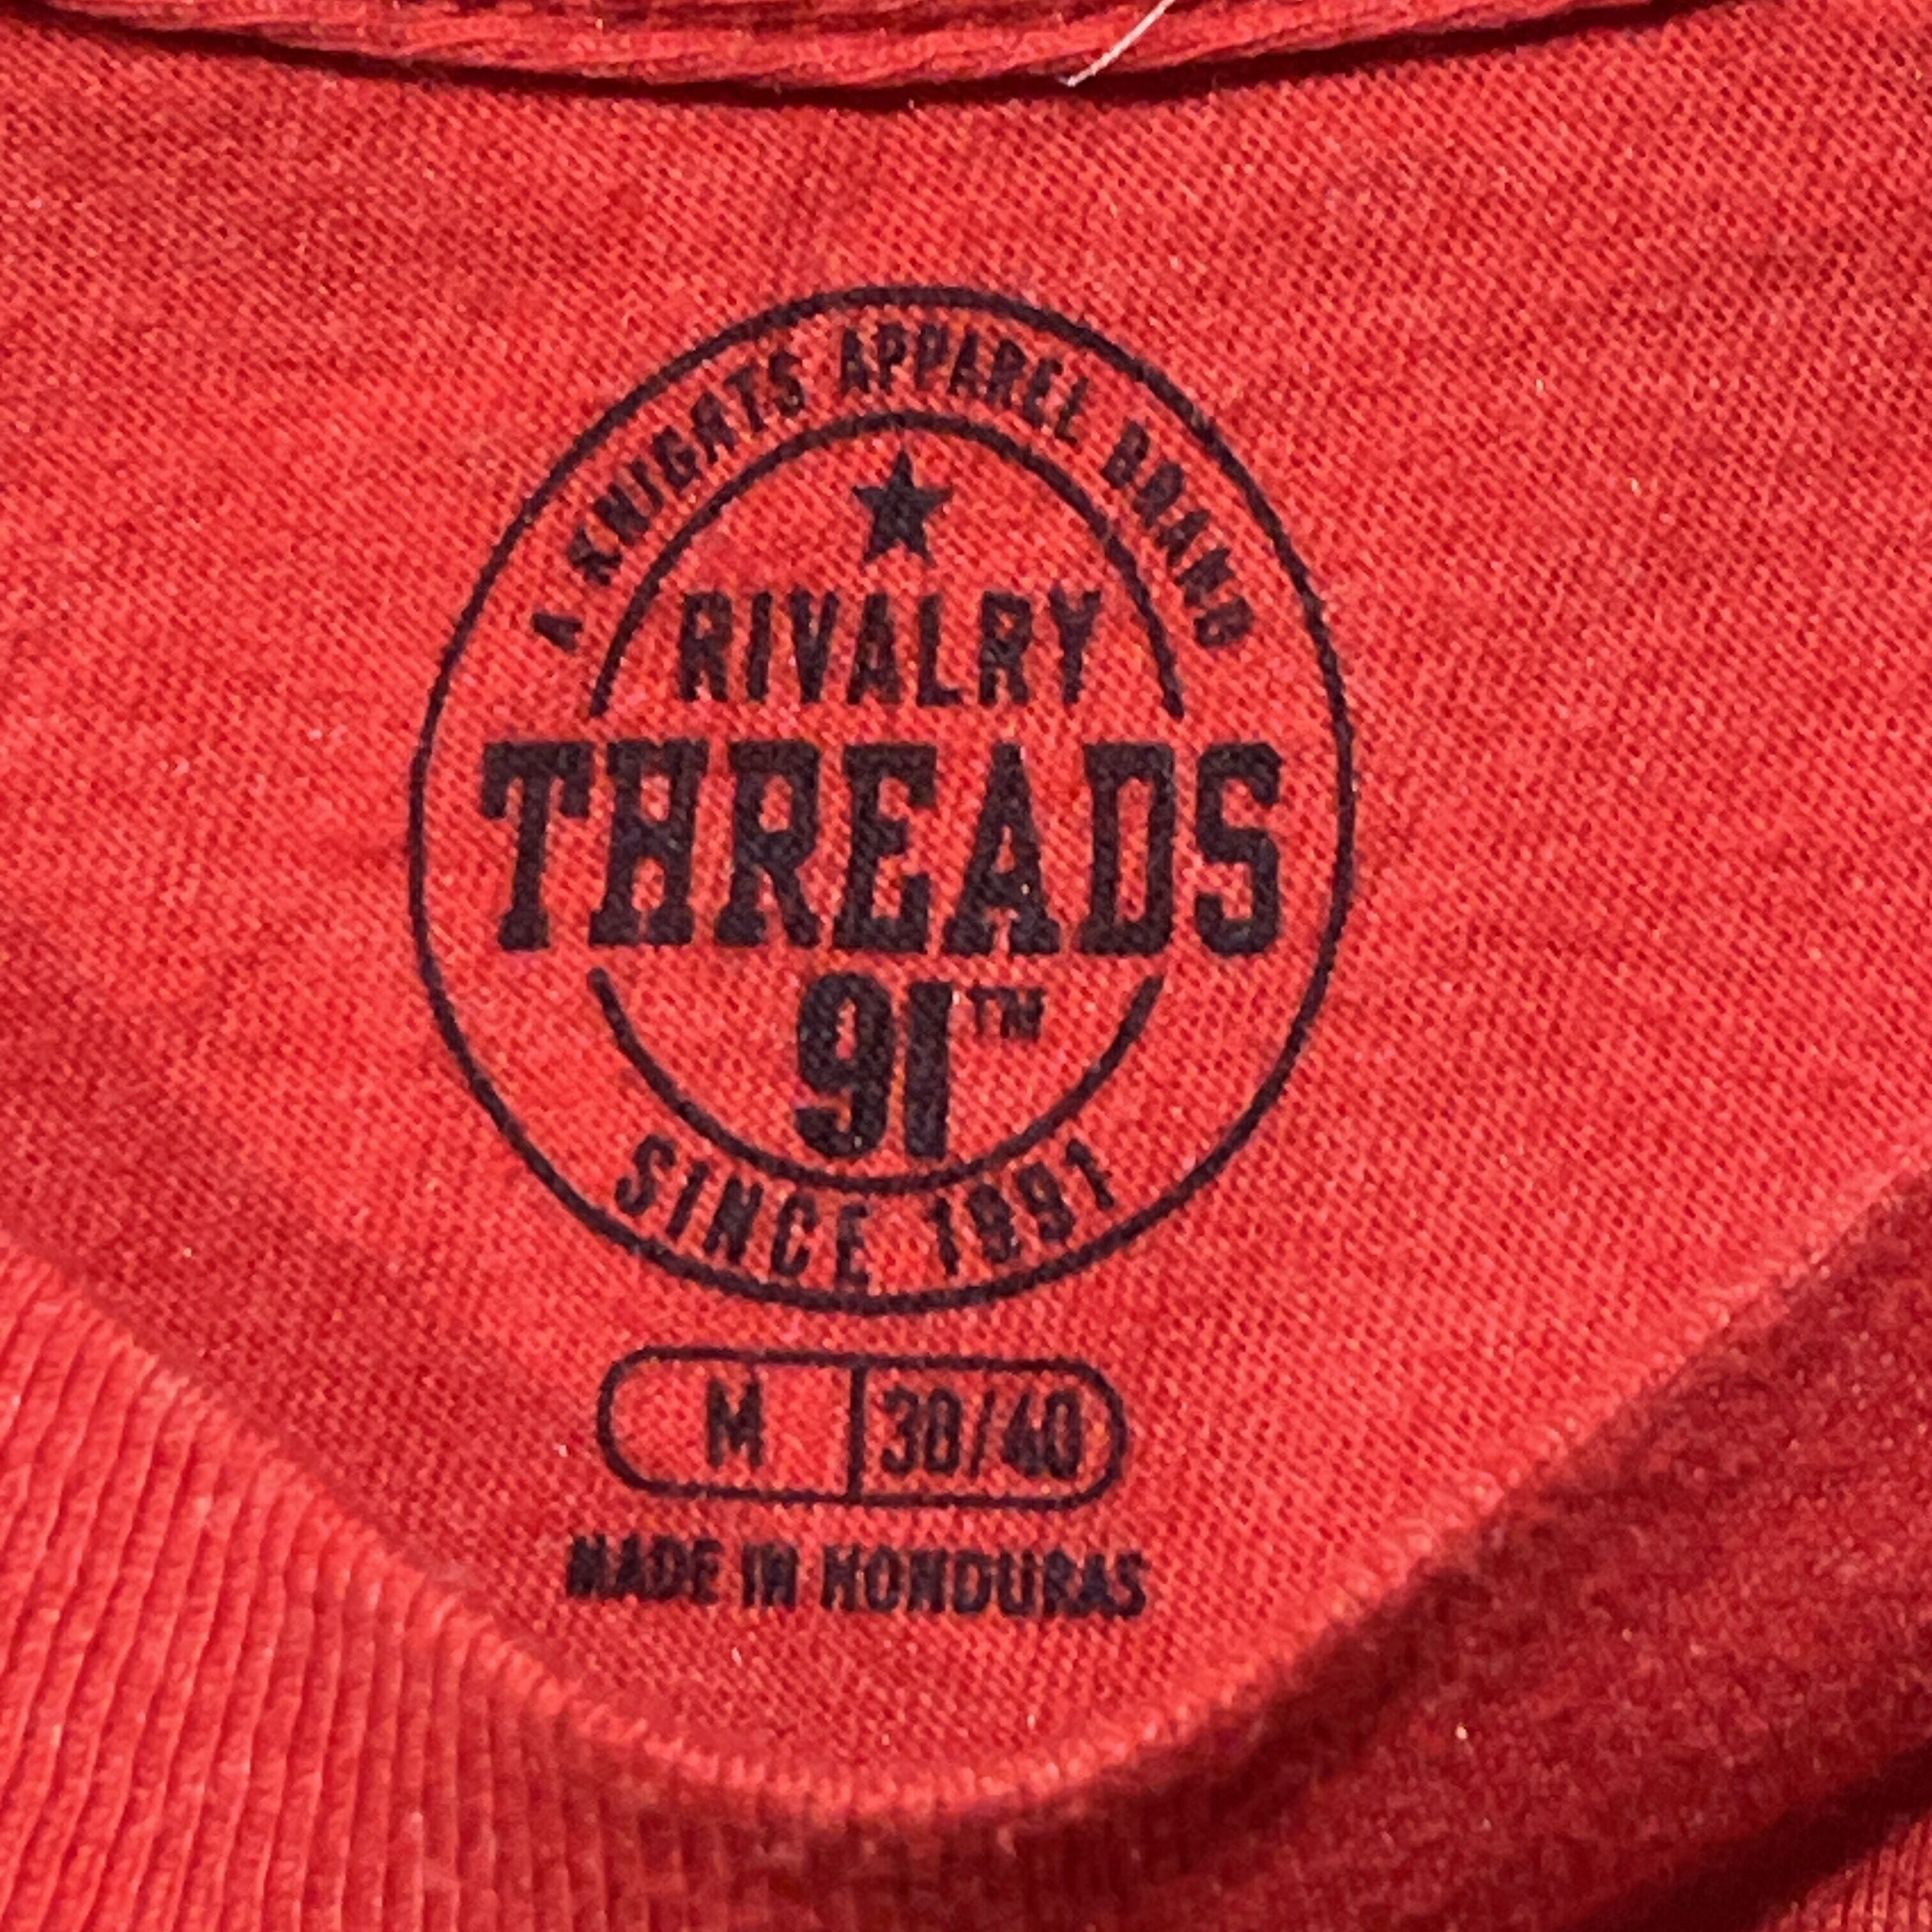 A KNIGHTS APPAREL BRAND
RIVALRY
THREADS
91™
SINCE 1991
M 38/40
MADE IN HONDURAS